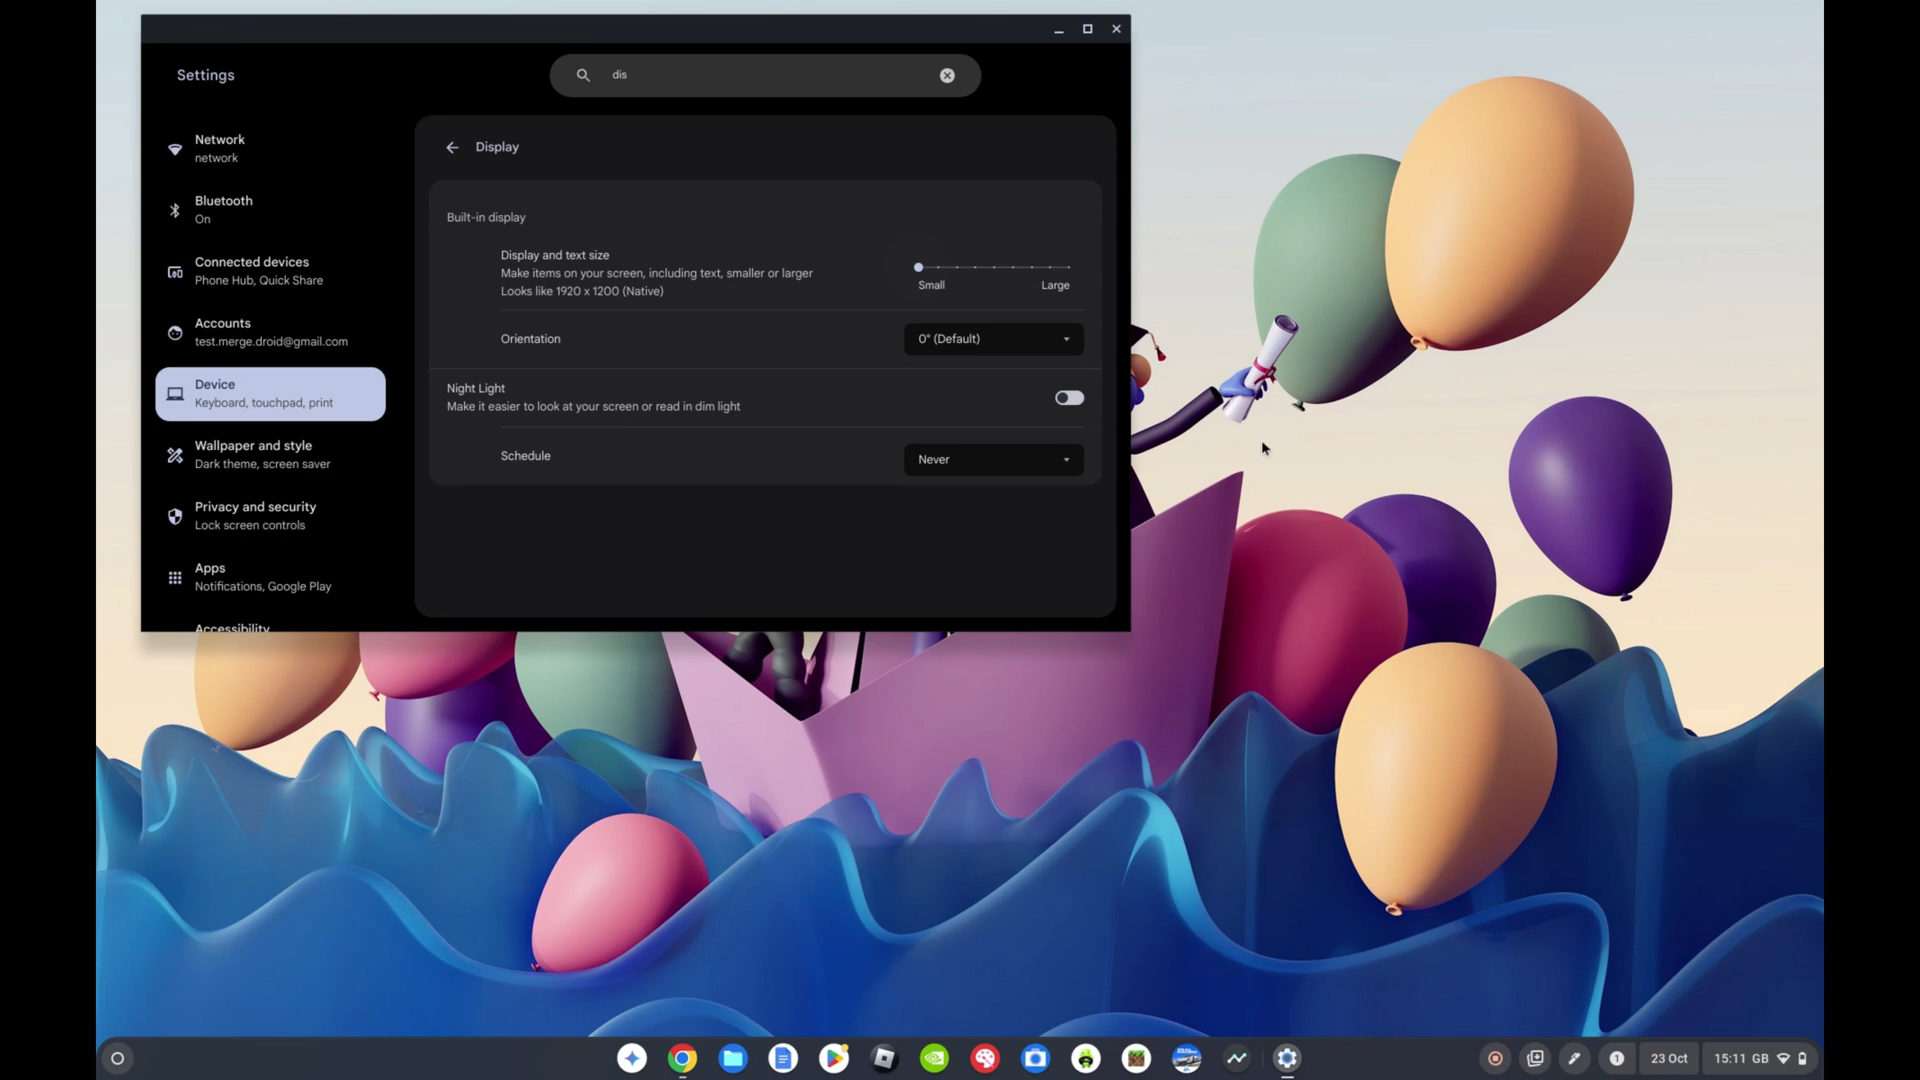 Settings
dis
Network
network
Bluetooth
On
Connected devices
Phone Hub, Quick Share
Accounts
test.merge.droid@gmail.com
Device
Keyboard, touchpad, print
Wallpaper and style
Dark theme, screen saver
Privacy and security
Lock screen controls
Apps
Notifications, Google Play
Accessibility
Display
Built-in display
Display and text size
Make items on your screen, including text, smaller or larger
Looks like 1920 x 1200 (Native)
Small
Large
Orientation
0° (Default)
Night Light
Make it easier to look at your screen or read in dim light
Schedule
Never
1
23 Oct
15:11 GB